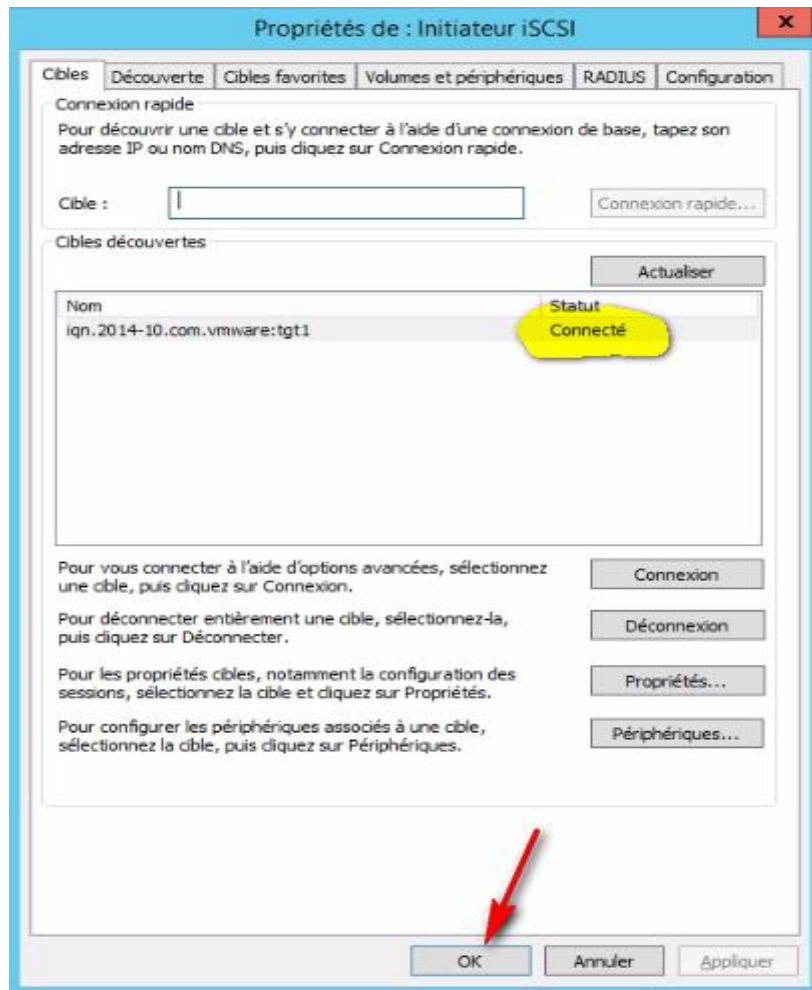 Propriétés de : Initiateur iSCSI
x
Cibles Découverte Cibles favorites Volumes et périphériques RADIUS Configuration
Connexion rapide
Pour découvrir une cible et s'y connecter à l'aide d'une connexion de base, tapez son
adresse IP ou nom DNS, puis cliquez sur Connexion rapide.
Cible :
Connexion rapide...
Cibles découvertes
Actualiser
Nom Statut
iqn.2014-10.com.vmware:tgt1 Connecté
Pour vous connecter à l'aide d'options avancées, sélectionnez
une cible, puis cliquez sur Connexion.
Connexion
Pour déconnecter entièrement une cible, sélectionnez-la,
puis cliquez sur Déconnecter.
Déconnexion
Pour les propriétés cibles, notamment la configuration des
sessions, sélectionnez la cible et cliquez sur Propriétés.
Propriétés...
Pour configurer les périphériques associés à une cible,
sélectionnez la cible, puis cliquez sur Périphériques.
Périphériques...
OK Annuler Appliquer